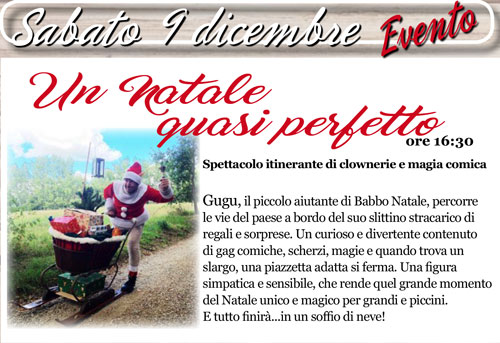 Sabato 9 dicembre Evento
Un Natale
quasi perfetto
ore 16:30
Spettacolo itinerante di clownerie e magia comica
Gugu, il piccolo aiutante di Babbo Natale, percorre
le vie del paese a bordo del suo slittino stracarico di
regali e sorprese. Un curioso e divertente contenuto
di gag comiche, scherzi, magie e quando trova un
slargo, una piazzetta adatta si ferma. Una figura
simpatica e sensibile, che rende quel grande momento
del Natale unico e magico per grandi e piccini.
E tutto finirà...in un soffio di neve!